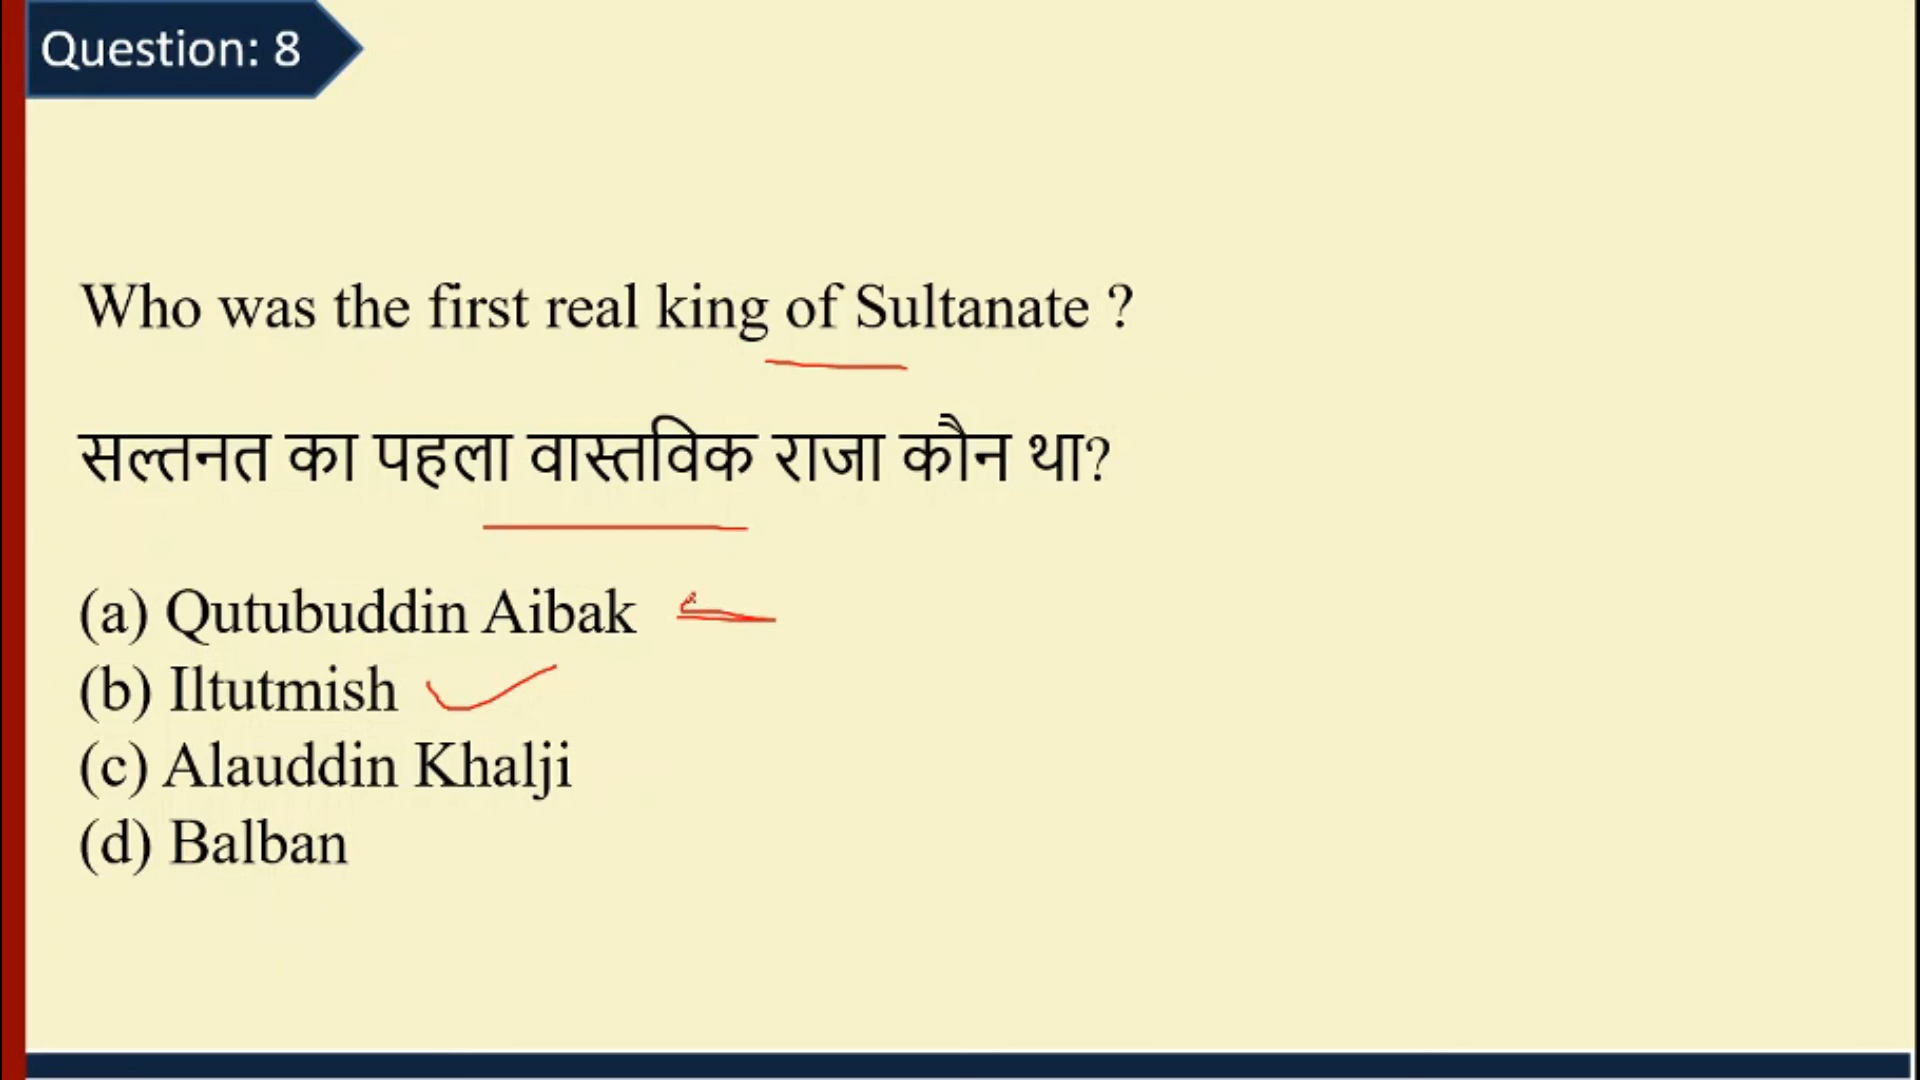 Question: 8
Who was the first real king of Sultanate ?
सल्तनत का पहला वास्तविक राजा कौन था?
(a) Qutubuddin Aibak
(b) Iltutmish
(c) Alauddin Khalji
(d) Balban